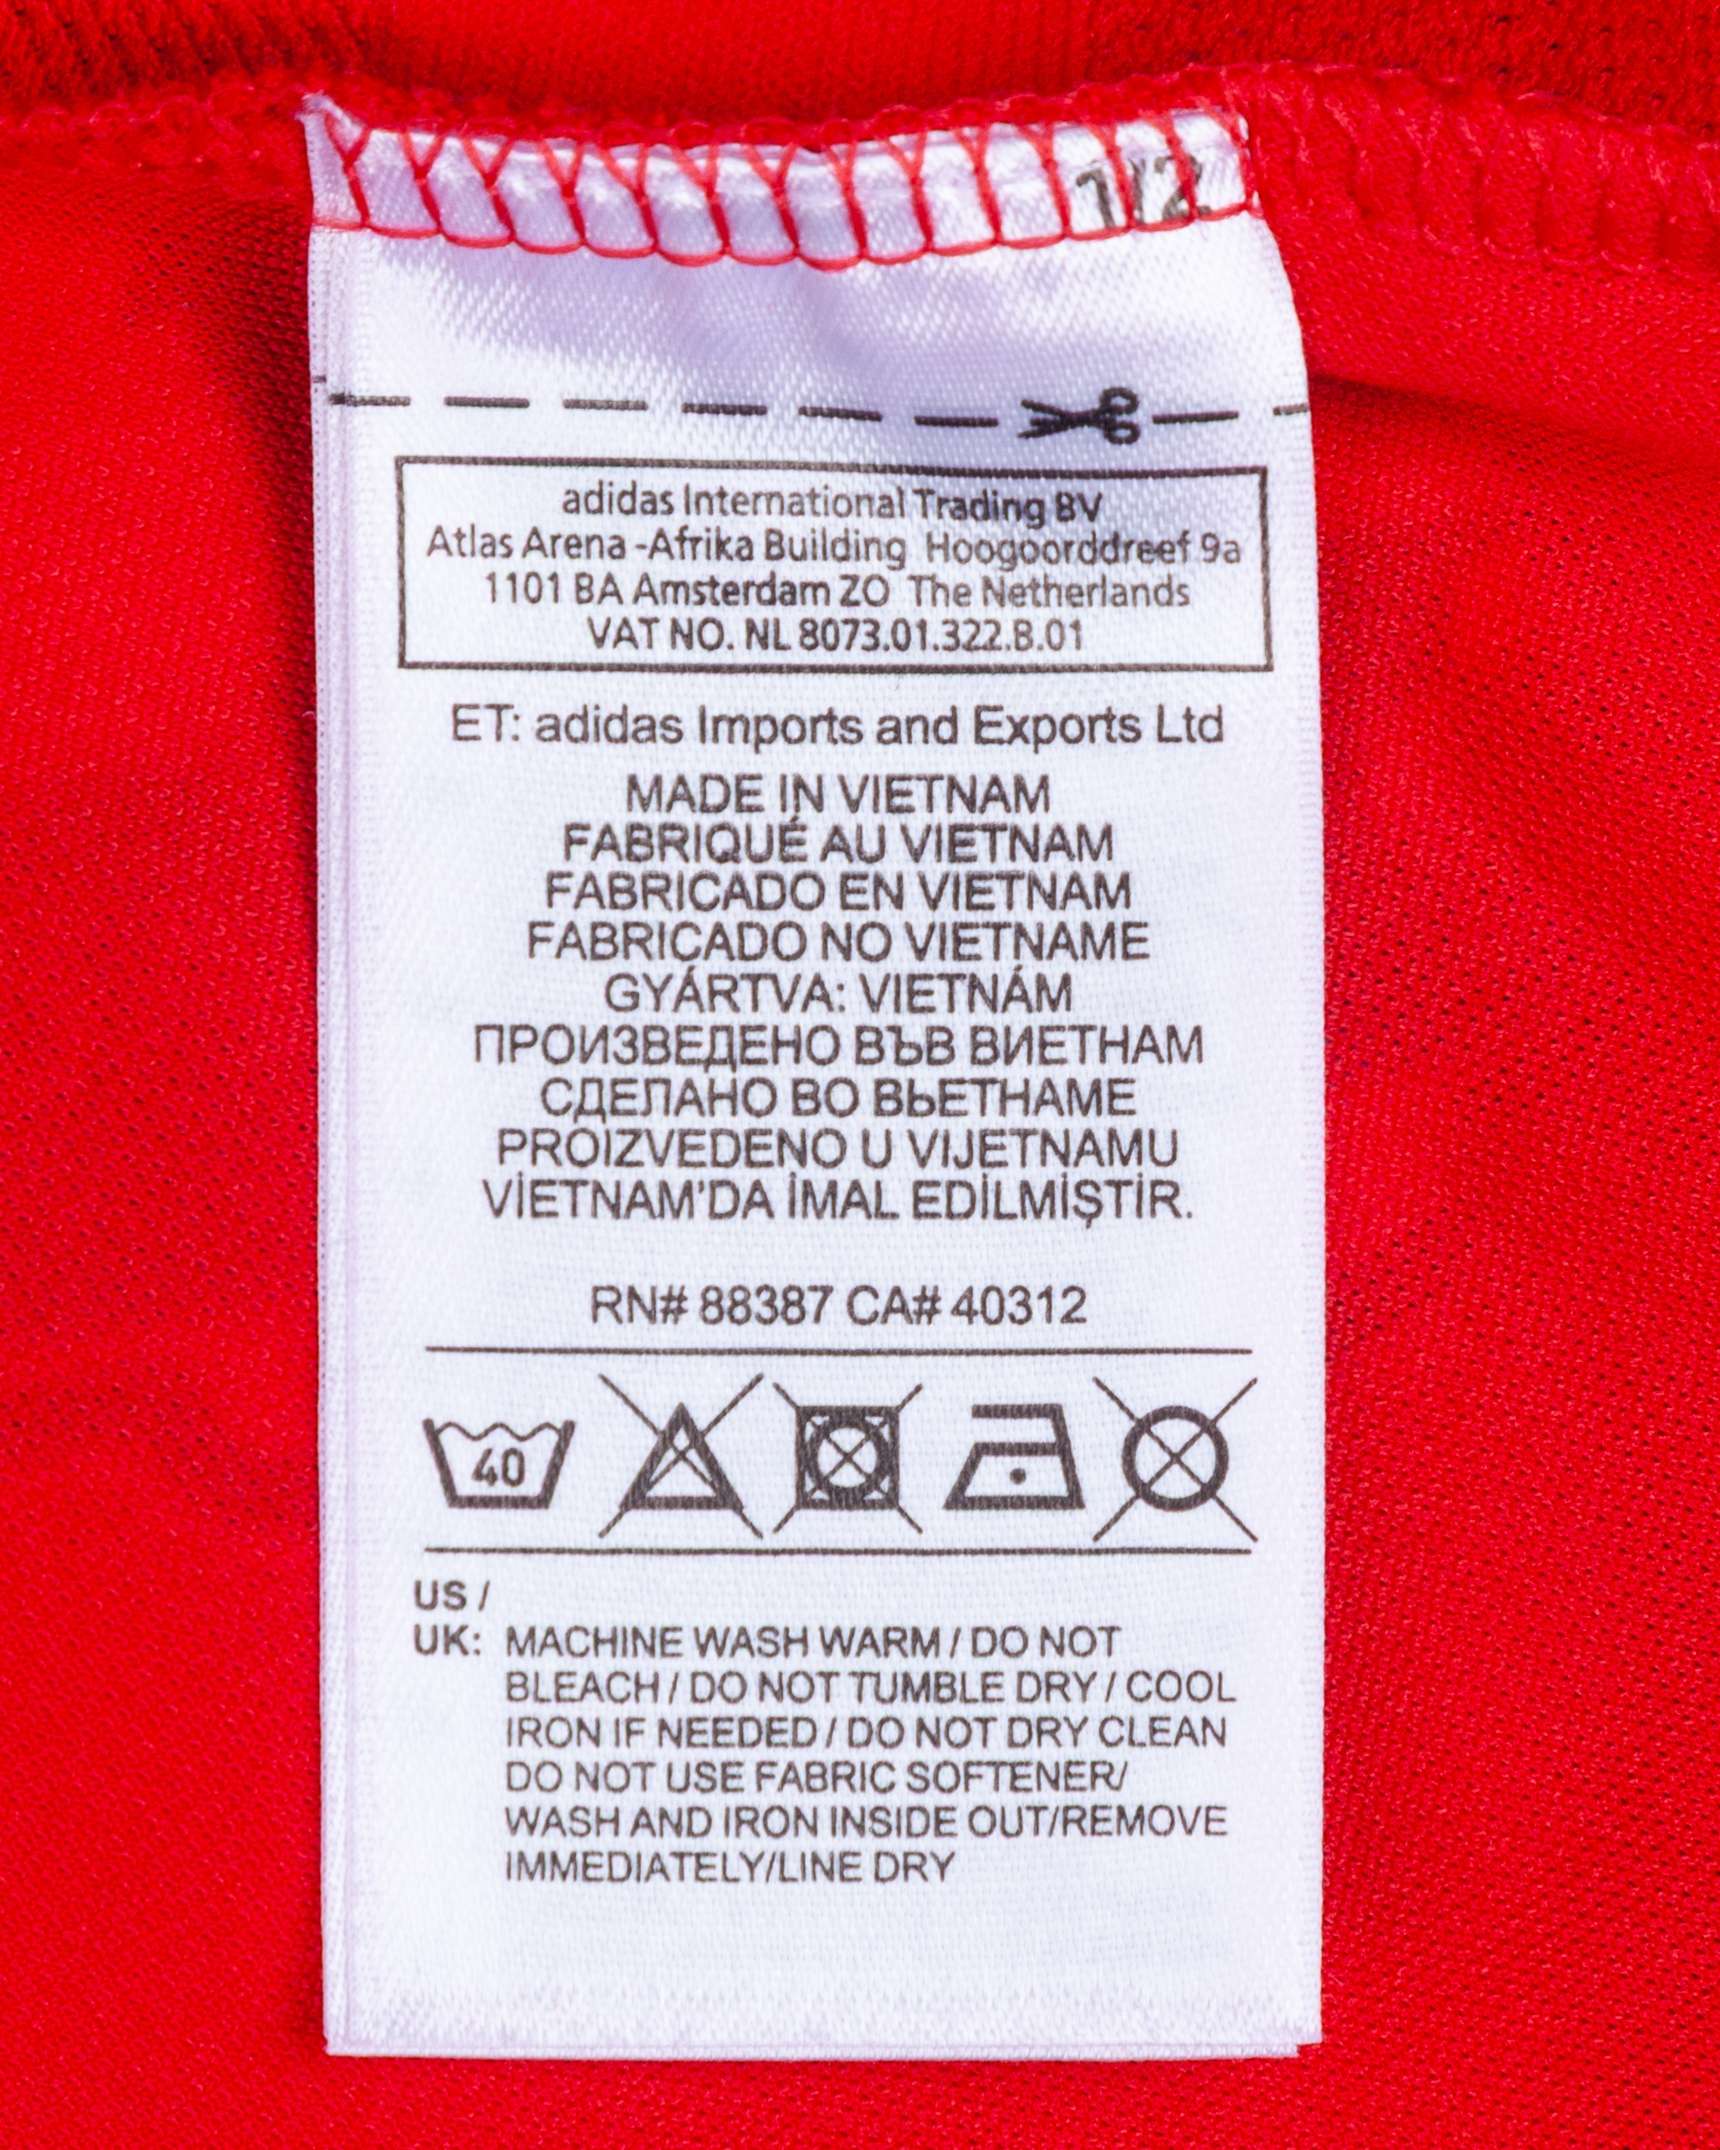 1/2
adidas International Trading BV
Atlas Arena -Afrika Building Hoogoorddreef 9a
1101 BA Amsterdam ZO The Netherlands
VAT NO. NL 8073.01.322.B.01
ET: adidas Imports and Exports Ltd
MADE IN VIETNAM
FABRIQUÉ AU VIETNAM
FABRICADO EN VIETNAM
FABRICADO NO VIETNAME
GYÁRTVA: VIETNÁM
ПРОИЗВЕДЕНО ВЪВ ВИЕТНАМ
СДЕЛАНО ВО ВЬЕТНАМЕ
PROIZVEDENO U VIJETNAMU
VİETNAM'DA İMAL EDİLMİŞTİR.
RN# 88387 CA# 40312
40
US /
UK: MACHINE WASH WARM / DO NOT
BLEACH / DO NOT TUMBLE DRY / COOL
IRON IF NEEDED / DO NOT DRY CLEAN
DO NOT USE FABRIC SOFTENER/
WASH AND IRON INSIDE OUT/REMOVE
IMMEDIATELY/LINE DRY